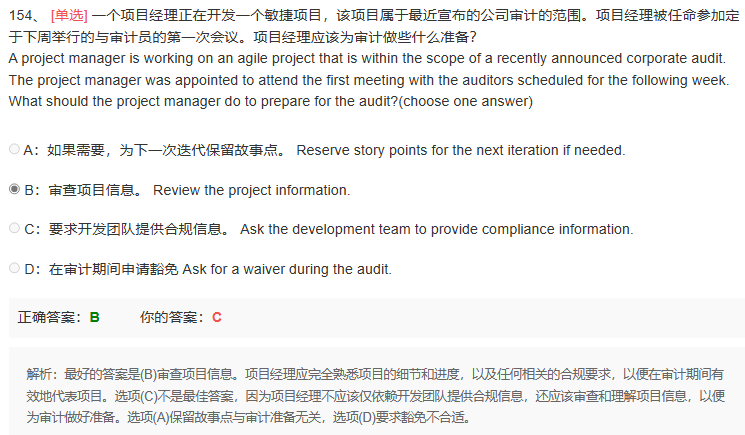 154、 [单选] 一个项目经理正在开发一个敏捷项目，该项目属于最近宣布的公司审计的范围。项目经理被任命参加定
于下周举行的与审计员的第一次会议。项目经理应该为审计做些什么准备？
A project manager is working on an agile project that is within the scope of a recently announced corporate audit.
The project manager was appointed to attend the first meeting with the auditors scheduled for the following week.
What should the project manager do to prepare for the audit?(choose one answer)
A：如果需要，为下一次迭代保留故事点。 Reserve story points for the next iteration if needed.
B：审查项目信息。 Review the project information.
C：要求开发团队提供合规信息。 Ask the development team to provide compliance information.
D：在审计期间申请豁免 Ask for a waiver during the audit.
正确答案：B 你的答案：C
解析：最好的答案是(B)审查项目信息。项目经理应完全熟悉项目的细节和进度，以及任何相关的合规要求，以便在审计期间有
效地代表项目。选项(C)不是最佳答案，因为项目经理不应该仅依赖开发团队提供合规信息，还应该审查和理解项目信息，以便
为审计做好准备。选项(A)保留故事点与审计准备无关，选项(D)要求豁免不合适。